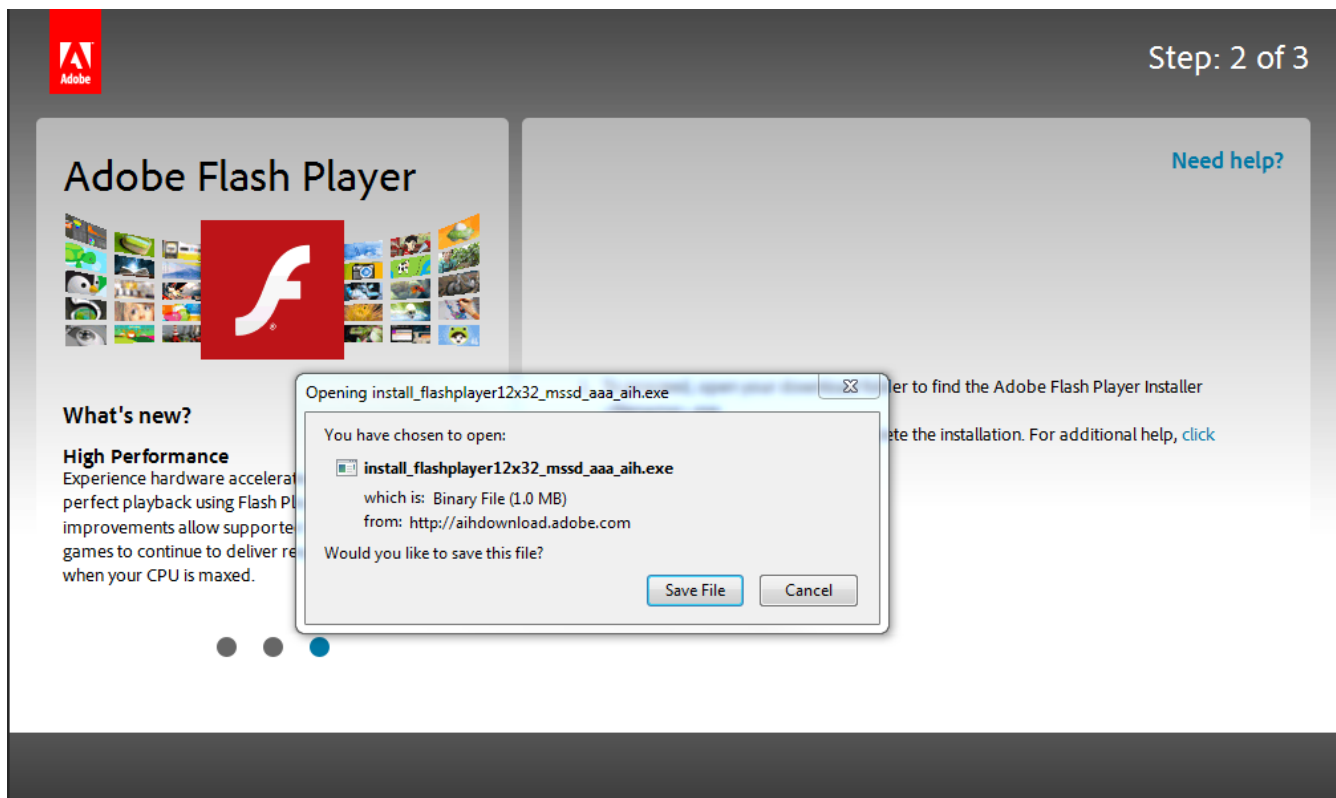 Adobe
Step: 2 of 3
Adobe Flash Player
Need help?
What's new?
High Performance
Experience hardware accelerat
perfect playback using Flash Pl
improvements allow supporte
games to continue to deliver re
when your CPU is maxed.
er to find the Adobe Flash Player Installer
ete the installation. For additional help, click
Opening install_flashplayer12x32_mssd_aaa_aih.exe
You have chosen to open:
install_flashplayer12x32_mssd_aaa_aih.exe
which is: Binary File (1.0 MB)
from: http://aihdownload.adobe.com
Would you like to save this file?
Save File
Cancel